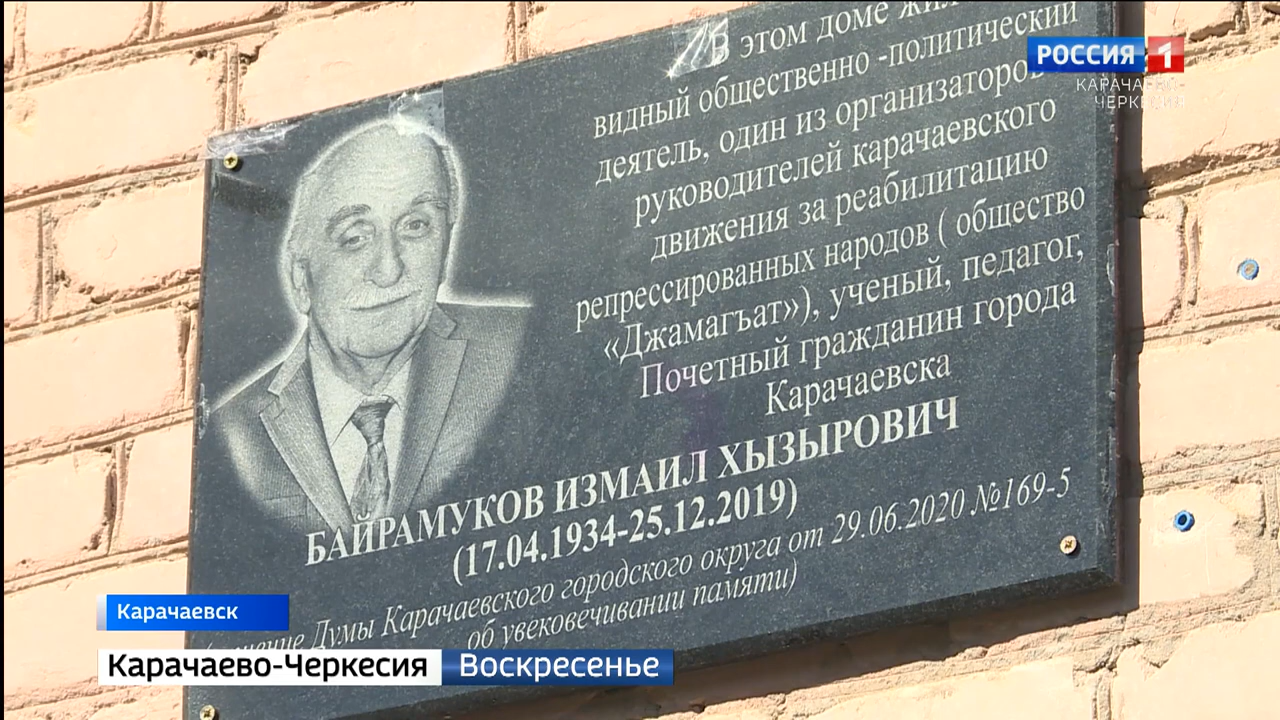 В этом доме жил
видный общественно -политический
деятель, один из организаторов
руководителей карачаевского
движения за реабилитацию
репрессированных народов ( общество
«Джамагъат»), ученый, педагог,
Почетный гражданин города
Карачаевска
БАЙРАМУКОВ ИЗМАИЛ ХЫЗЫРОВИЧ
(17.04.1934-25.12.2019)
Думы Карачаевского городского округа от 29.06.2020 №169-5
об увековечивании памяти)
РОССИЯ 1
КАРАЧАЕВО-
ЧЕРКЕСИЯ
Карачаевск
Карачаево-Черкесия Воскресенье